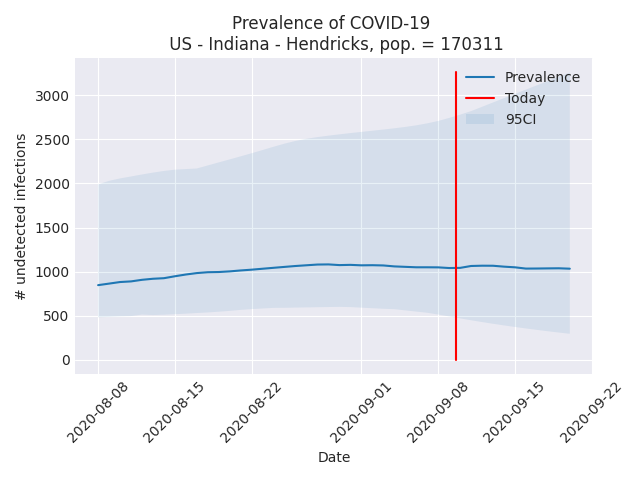 Prevalence of COVID-19
US - Indiana - Hendricks, pop. = 170311
Prevalence
Today
95CI
# undetected infections
3000
2500
2000
1500
1000
500
0
2020-08-08
2020-08-15
2020-08-22
2020-09-01
2020-09-08
2020-09-15
2020-09-22
Date